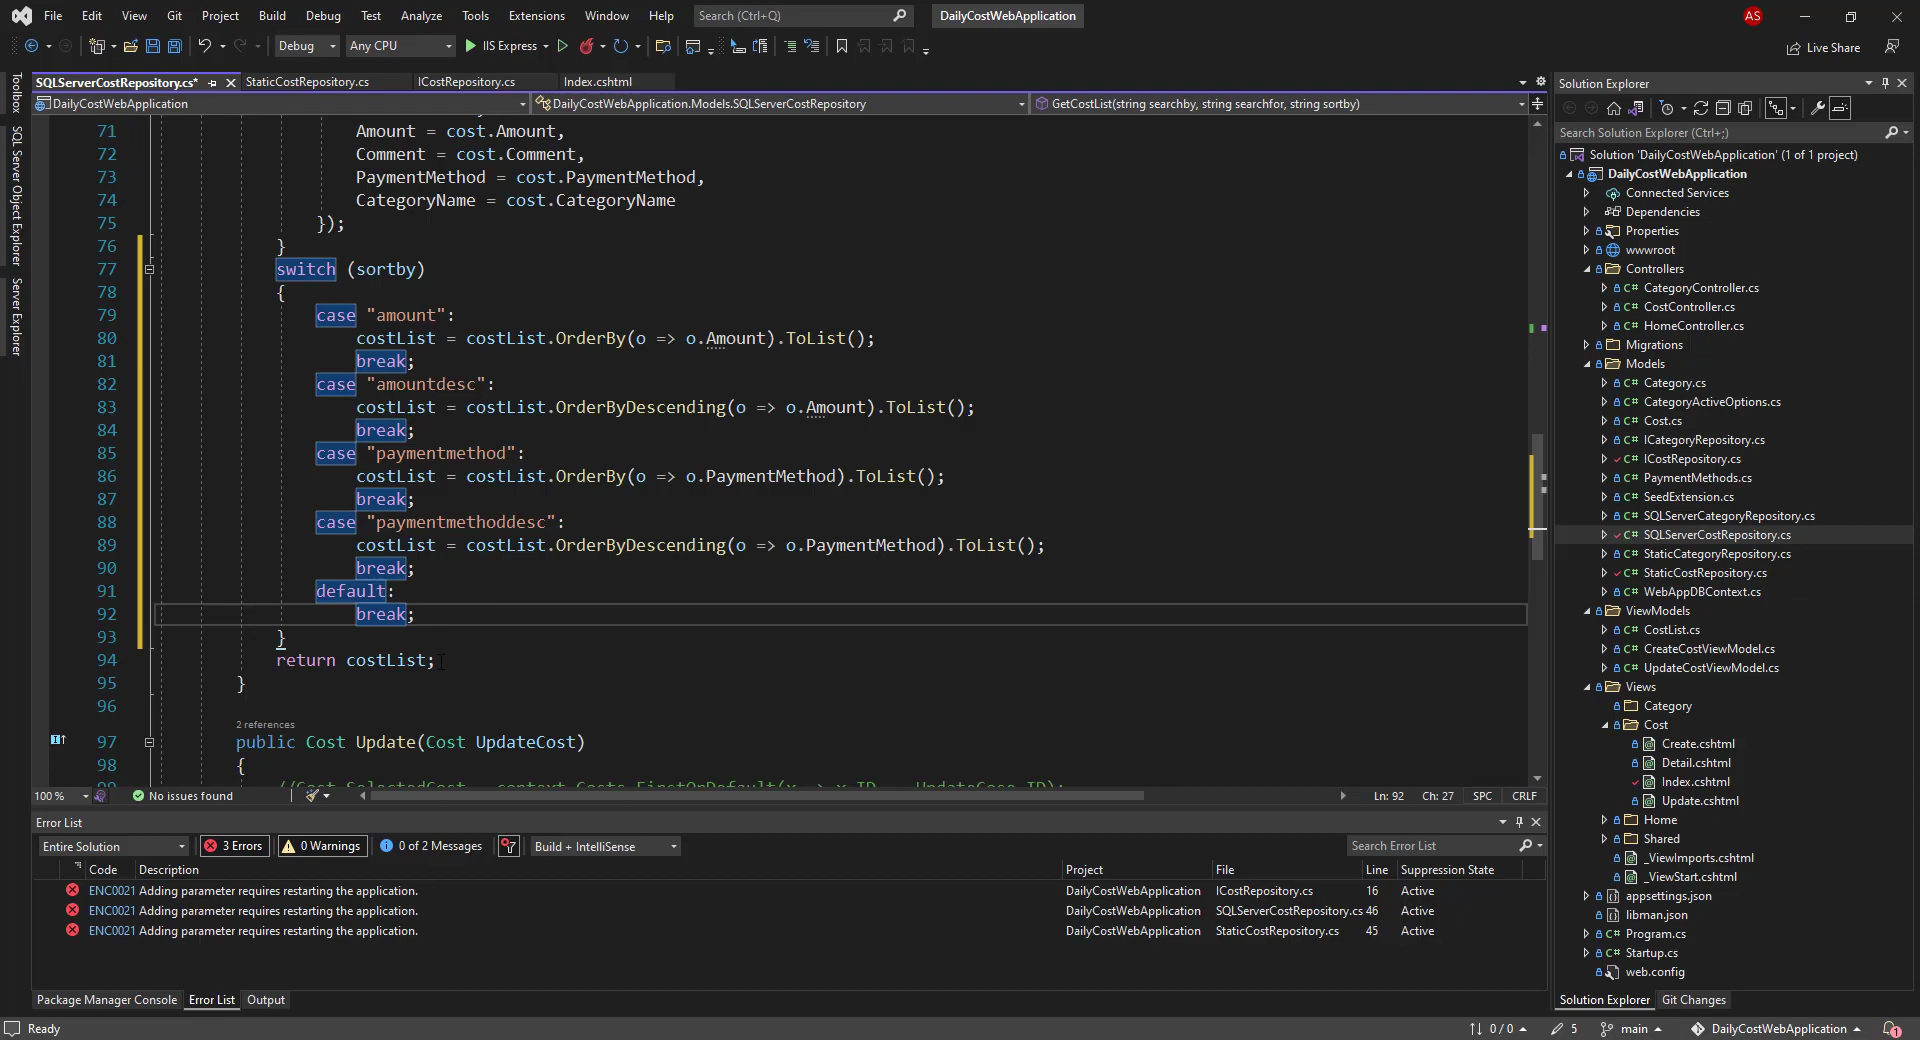 File Edit View Git Project Build Debug Test Analyze Tools Extensions Window Help Search (Ctrl+Q) DailyCostWebApplication AS
Debug Any CPU IIS Express Live Share
SQLServerCostRepository.cs* StaticCostRepository.cs ICostRepository.cs Index.cshtml
DailyCostWebApplication DailyCostWebApplication.Models.SQLServerCostRepository GetCostList(string searchby, string searchfor, string sortby)
Toolbox
SQL Server Object Explorer
Server Explorer
71 Amount = cost.Amount,
72 Comment = cost.Comment,
73 PaymentMethod = cost.PaymentMethod,
74 CategoryName = cost.CategoryName
75 });
76 }
77 switch (sortby)
78 {
79 case "amount":
80 costList = costList.OrderBy(o => o.Amount).ToList();
81 break;
82 case "amountdesc":
83 costList = costList.OrderByDescending(o => o.Amount).ToList();
84 break;
85 case "paymentmethod":
86 costList = costList.OrderBy(o => o.PaymentMethod).ToList();
87 break;
88 case "paymentmethoddesc":
89 costList = costList.OrderByDescending(o => o.PaymentMethod).ToList();
90 break;
91 default:
92 break;
93 }
94 return costList;
95 }
96
2 references
97 public Cost Update(Cost UpdateCost)
98 {
100 % No issues found Ln: 92 Ch: 27 SPC CRLF
Error List
Entire Solution 3 Errors 0 Warnings 0 of 2 Messages Build + IntelliSense Search Error List
Code Description Project File Line Suppression State
ENC0021 Adding parameter requires restarting the application. DailyCostWebApplication ICostRepository.cs 16 Active
ENC0021 Adding parameter requires restarting the application. DailyCostWebApplication SQLServerCostRepository.cs 46 Active
ENC0021 Adding parameter requires restarting the application. DailyCostWebApplication StaticCostRepository.cs 45 Active
Package Manager Console Error List Output
Solution Explorer
Search Solution Explorer (Ctrl+;)
Solution 'DailyCostWebApplication' (1 of 1 project)
DailyCostWebApplication
Connected Services
Dependencies
Properties
wwwroot
Controllers
C# CategoryController.cs
C# CostController.cs
C# HomeController.cs
Migrations
Models
C# Category.cs
C# CategoryActiveOptions.cs
C# Cost.cs
C# ICategoryRepository.cs
C# ICostRepository.cs
C# PaymentMethods.cs
C# SeedExtension.cs
C# SQLServerCategoryRepository.cs
C# SQLServerCostRepository.cs
C# StaticCategoryRepository.cs
C# StaticCostRepository.cs
C# WebAppDBContext.cs
ViewModels
C# CostList.cs
C# CreateCostViewModel.cs
C# UpdateCostViewModel.cs
Views
Category
Cost
Create.cshtml
Detail.cshtml
Index.cshtml
Update.cshtml
Home
Shared
_ViewImports.cshtml
_ViewStart.cshtml
appsettings.json
libman.json
C# Program.cs
C# Startup.cs
web.config
Solution Explorer Git Changes
Ready 0 / 0 5 main DailyCostWebApplication 1